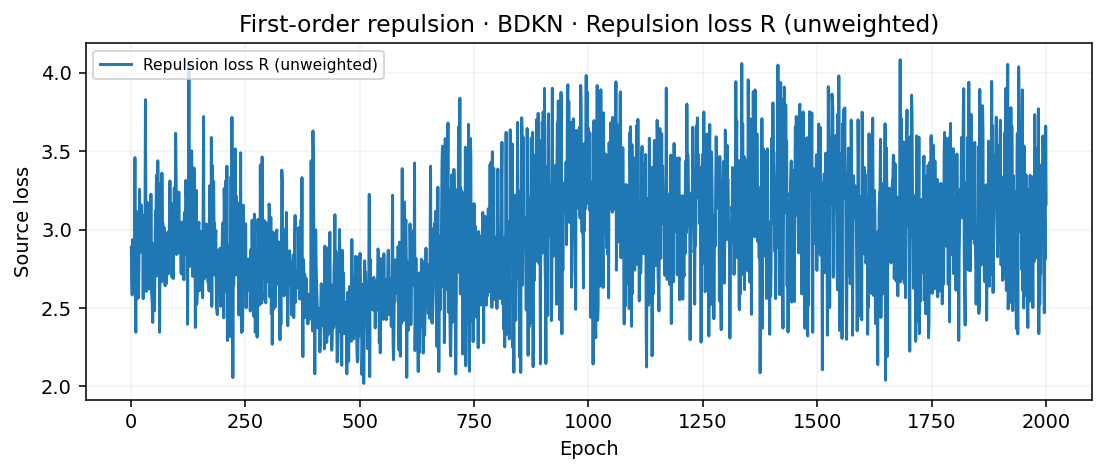 First-order repulsion · BDKN · Repulsion loss R (unweighted)
Repulsion loss R (unweighted)
Source loss
4.0
3.5
3.0
2.5
2.0
0 250 500 750 1000 1250 1500 1750 2000
Epoch